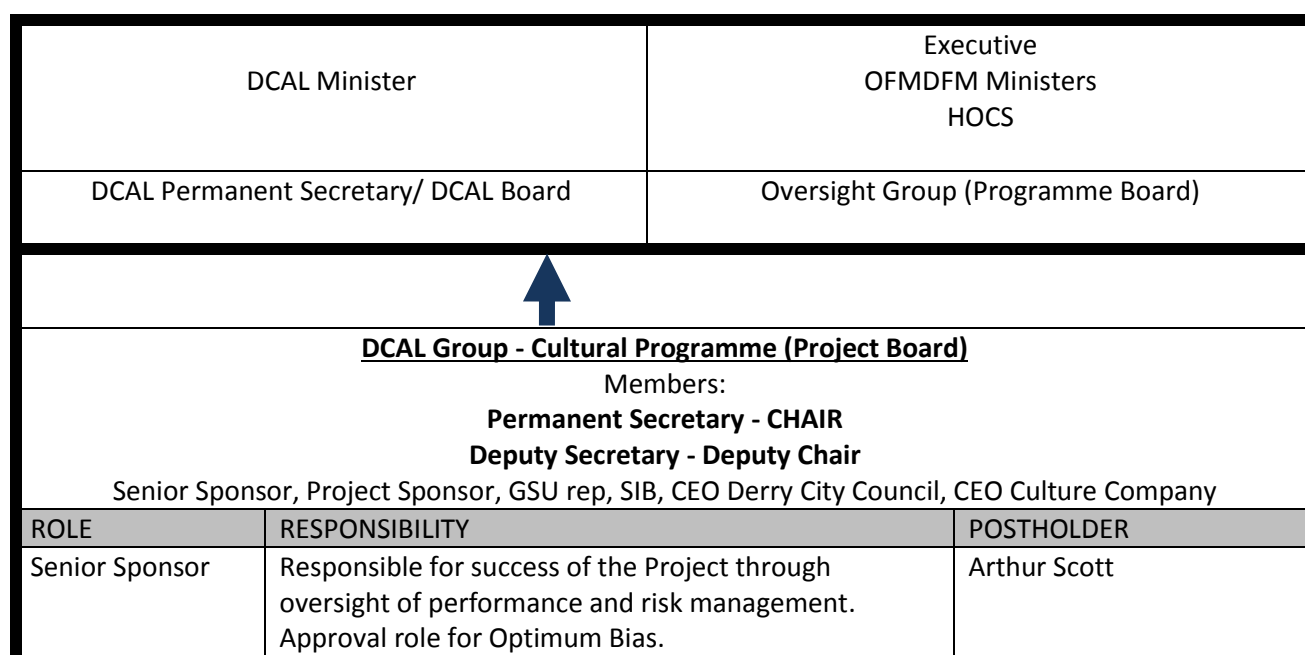 DCAL Minister
Executive
OFMDFM Ministers
HOCS
DCAL Permanent Secretary/ DCAL Board
Oversight Group (Programme Board)
DCAL Group - Cultural Programme (Project Board)
Members:
Permanent Secretary - CHAIR
Deputy Secretary - Deputy Chair
Senior Sponsor, Project Sponsor, GSU rep, SIB, CEO Derry City Council, CEO Culture Company
ROLE
RESPONSIBILITY
POSTHOLDER
Senior Sponsor
Responsible for success of the Project through
oversight of performance and risk management.
Approval role for Optimum Bias.
Arthur Scott